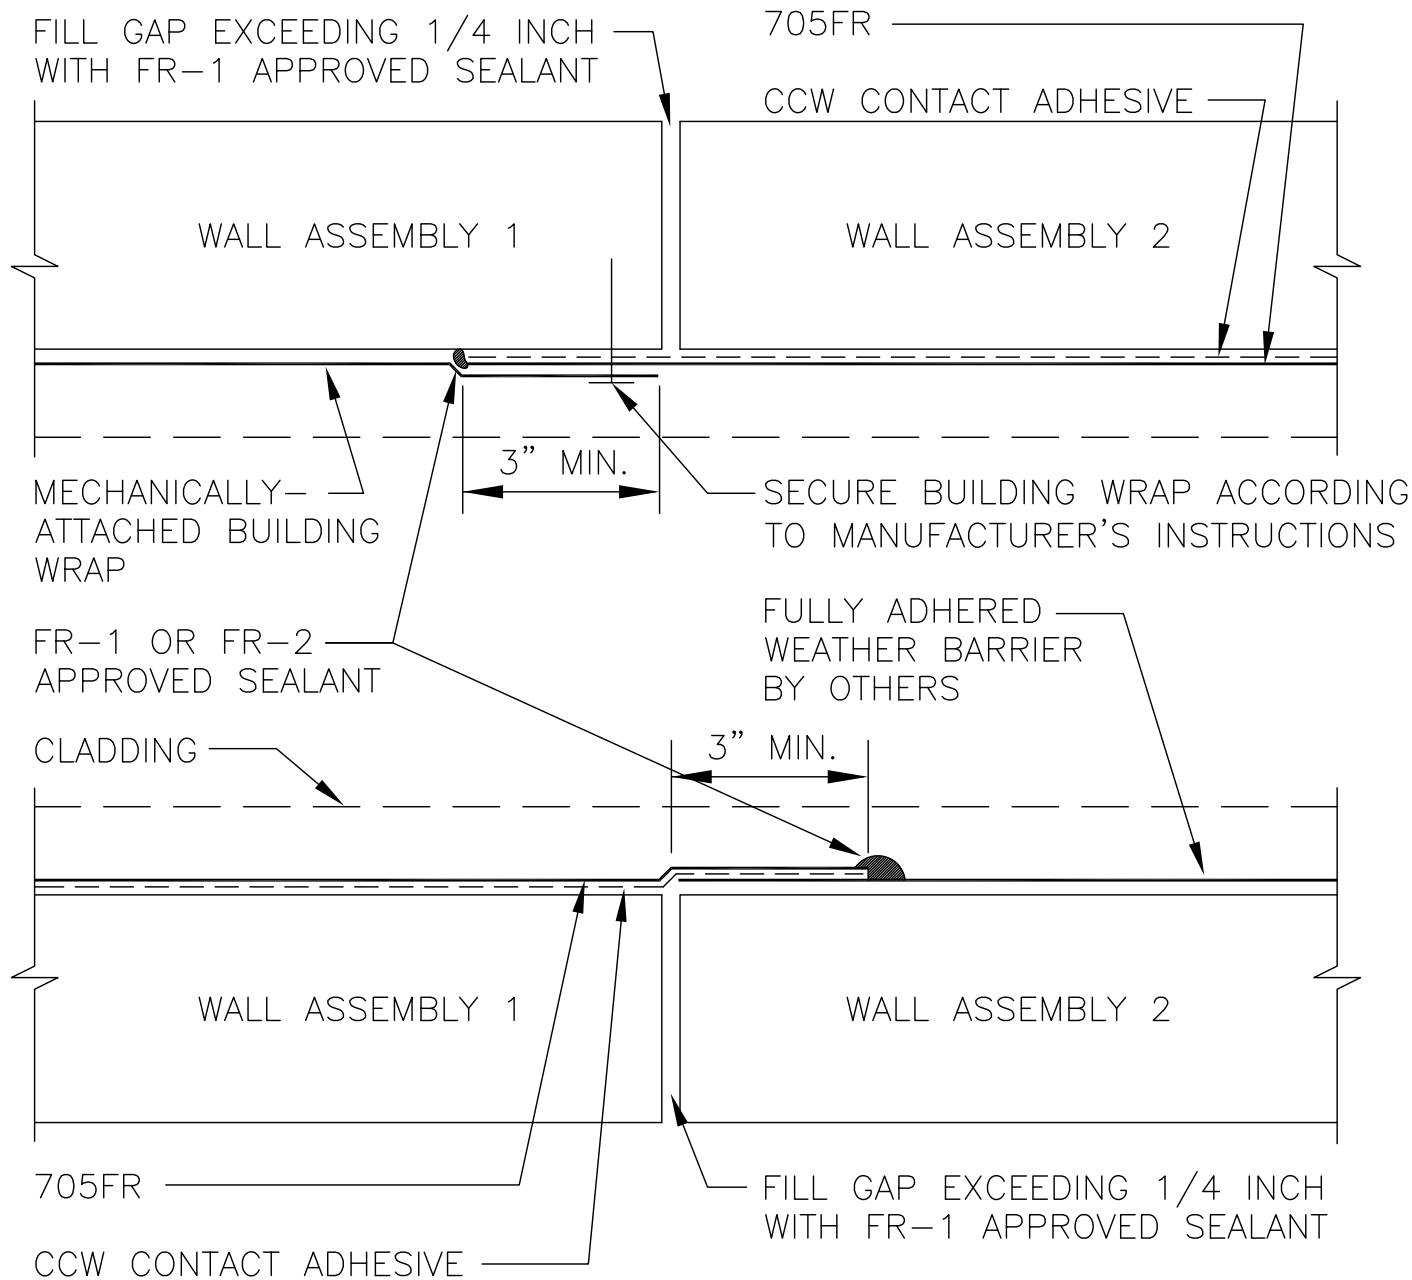 FILL GAP EXCEEDING 1/4 INCH
WITH FR-1 APPROVED SEALANT
705FR
CCW CONTACT ADHESIVE
WALL ASSEMBLY 1
WALL ASSEMBLY 2
3" MIN.
MECHANICALLY-
ATTACHED BUILDING
WRAP
SECURE BUILDING WRAP ACCORDING
TO MANUFACTURER'S INSTRUCTIONS
FR-1 OR FR-2
APPROVED SEALANT
FULLY ADHERED
WEATHER BARRIER
BY OTHERS
CLADDING
3" MIN.
WALL ASSEMBLY 1
WALL ASSEMBLY 2
705FR
CCW CONTACT ADHESIVE
FILL GAP EXCEEDING 1/4 INCH
WITH FR-1 APPROVED SEALANT